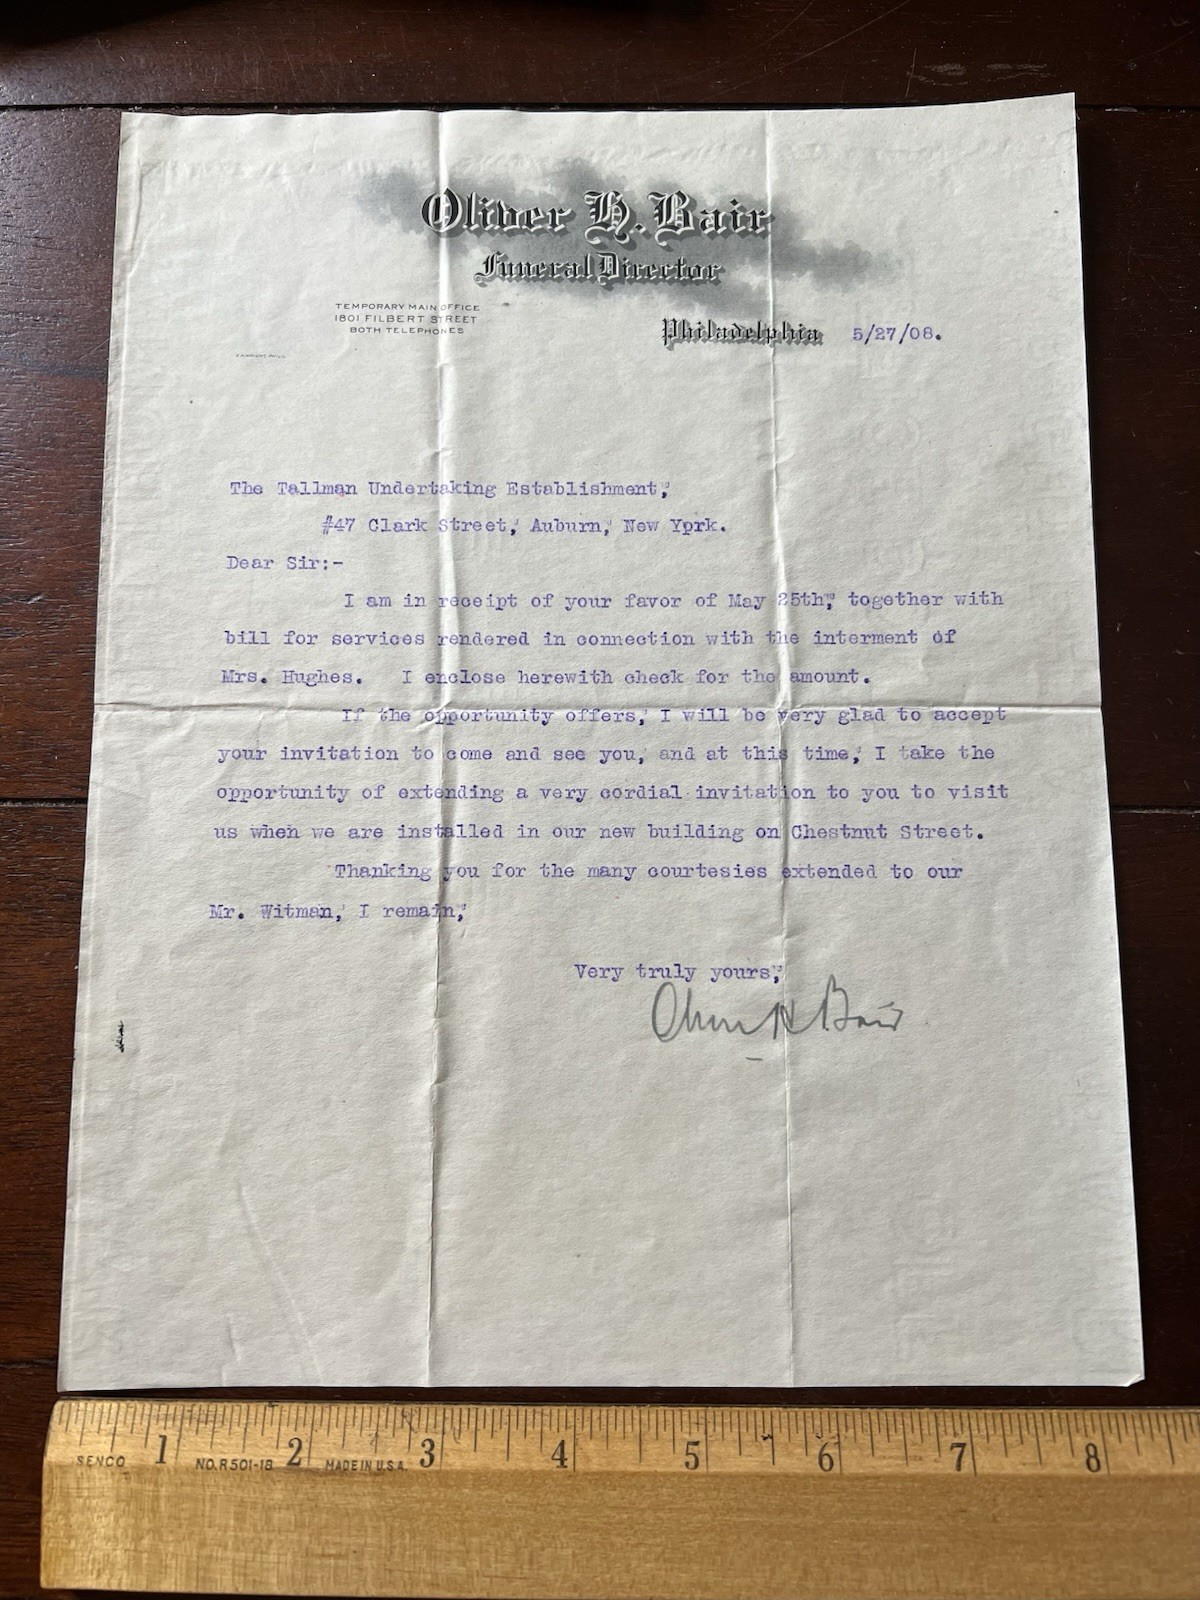 Oliver H. Bair
Funeral Director
TEMPORARY MAIN OFFICE
1801 FILBERT STREET
BOTH TELEPHONES
Philadelphia 5/27/08.
The Tallman Undertaking Establishment,
#47 Clark Street, Auburn, New Yprk.
Dear Sir:-
I am in receipt of your favor of May 25th, together with
bill for services rendered in connection with the interment of
Mrs. Hughes. I enclose herewith check for the amount.
If the opportunity offers, I will be very glad to accept
your invitation to come and see you, and at this time, I take the
opportunity of extending a very cordial invitation to you to visit
us when we are installed in our new building on Chestnut Street.
Thanking you for the many courtesies extended to our
Mr. Witman, I remain,
Very truly yours,
Oliver H Bair
SENCO 1 NO. R 501-18 2 MADE IN U.S.A. 3 4 5 6 7 8